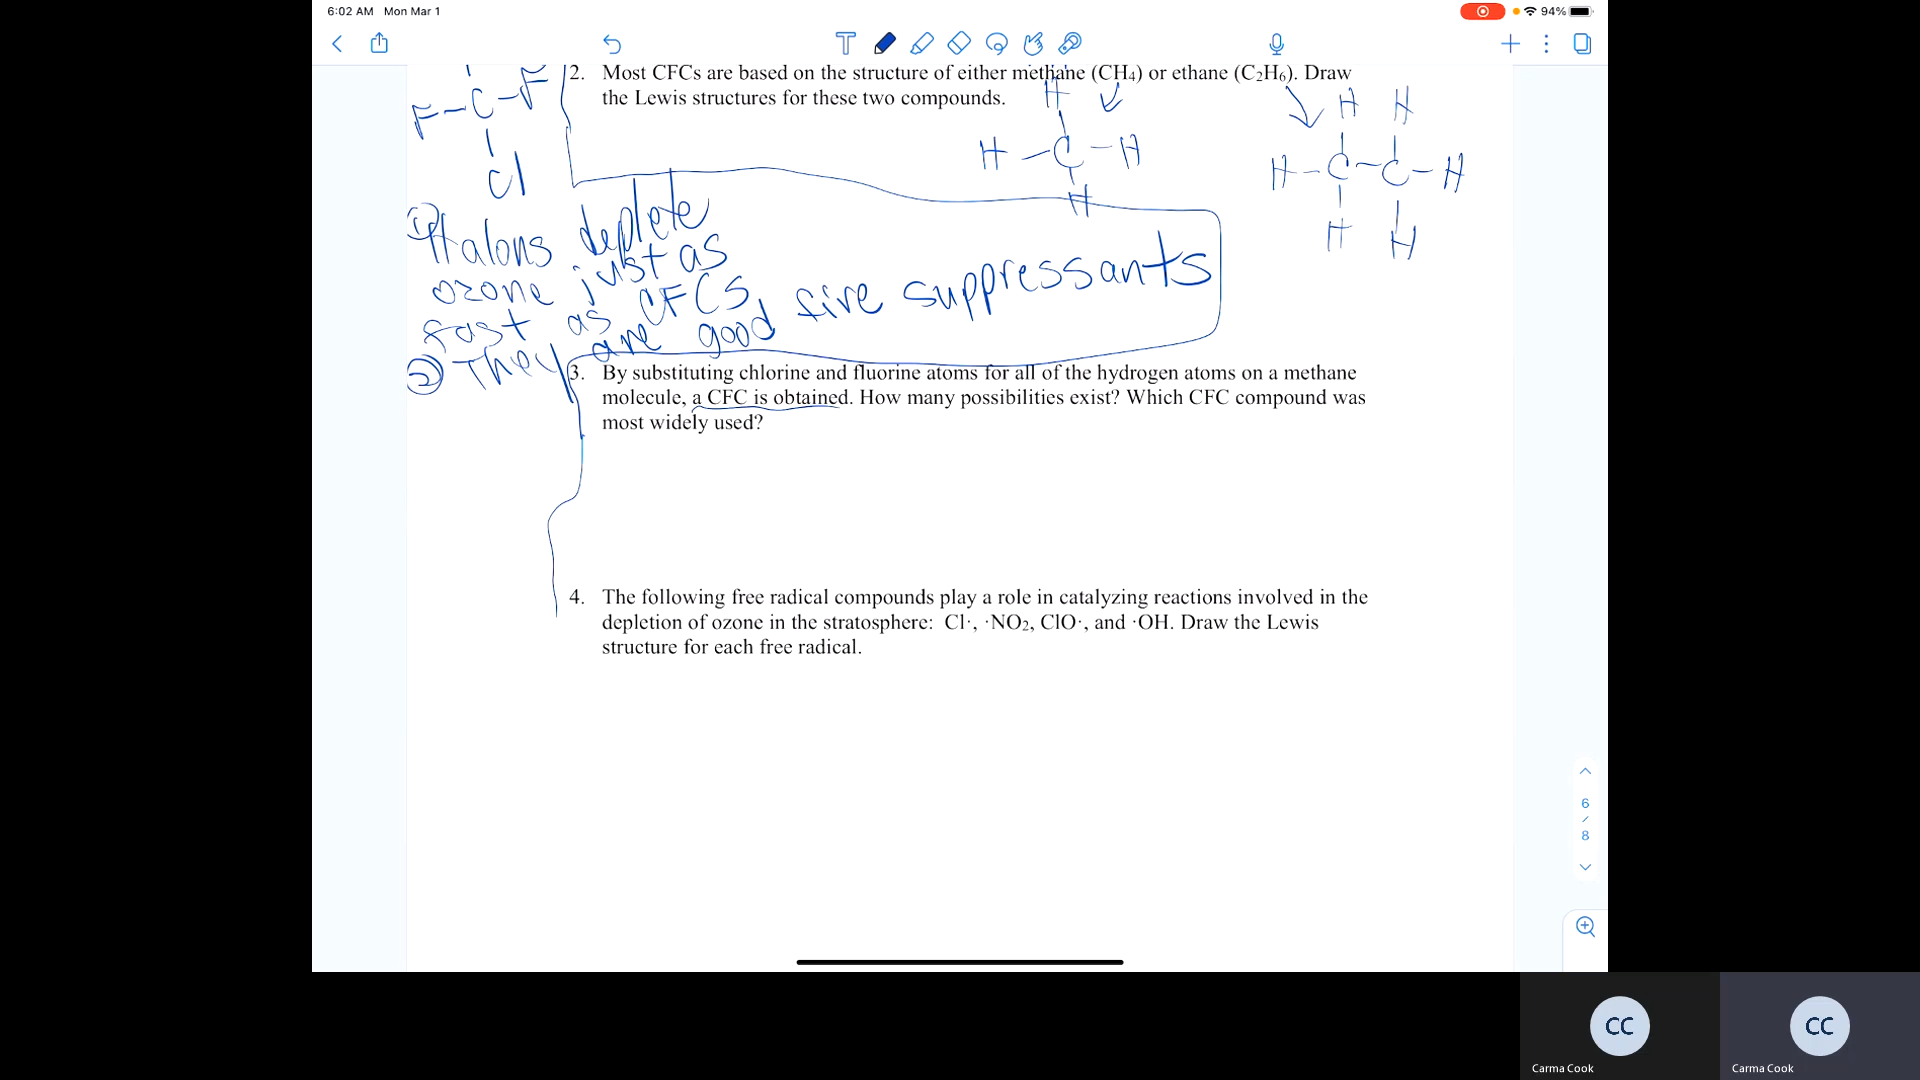 6:02 AM Mon Mar 1
94%
2. Most CFCs are based on the structure of either methane (CH₄) or ethane (C₂H₆). Draw
the Lewis structures for these two compounds.
F-C-F
Cl
H
H-C-H
H
H H
H-C-C-H
H H
① Halons deplete
ozone just as
fast as CFCs
② They are good fire suppressants
3. By substituting chlorine and fluorine atoms for all of the hydrogen atoms on a methane
molecule, a CFC is obtained. How many possibilities exist? Which CFC compound was
most widely used?
4. The following free radical compounds play a role in catalyzing reactions involved in the
depletion of ozone in the stratosphere: Cl·, ·NO₂, ClO·, and ·OH. Draw the Lewis
structure for each free radical.
6
/
8
CC
Carma Cook
CC
Carma Cook